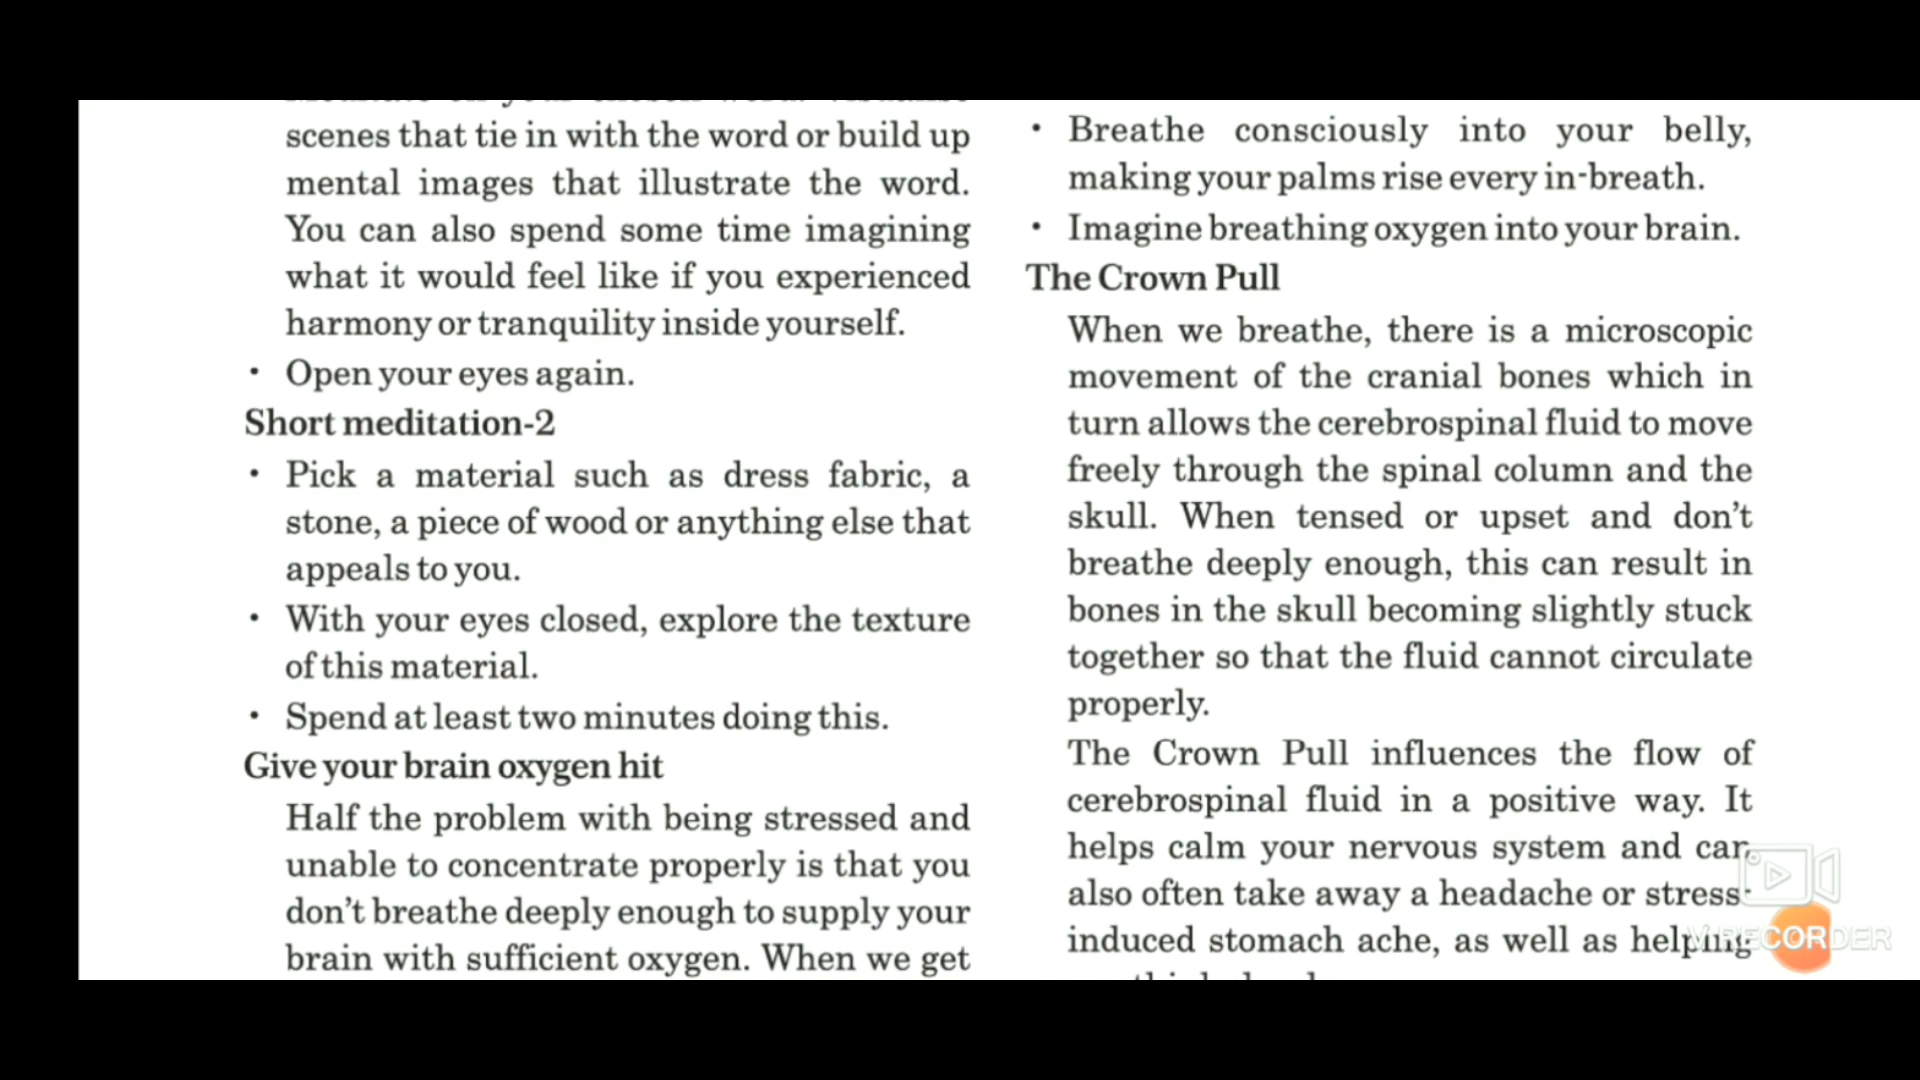 scenes that tie in with the word or build up
mental images that illustrate the word.
You can also spend some time imagining
what it would feel like if you experienced
harmony or tranquility inside yourself.
• Open your eyes again.
Short meditation-2
• Pick a material such as dress fabric, a
stone, a piece of wood or anything else that
appeals to you.
• With your eyes closed, explore the texture
of this material.
• Spend at least two minutes doing this.
Give your brain oxygen hit
Half the problem with being stressed and
unable to concentrate properly is that you
don't breathe deeply enough to supply your
brain with sufficient oxygen. When we get
• Breathe consciously into your belly,
making your palms rise every in-breath.
• Imagine breathing oxygen into your brain.
The Crown Pull
When we breathe, there is a microscopic
movement of the cranial bones which in
turn allows the cerebrospinal fluid to move
freely through the spinal column and the
skull. When tensed or upset and don't
breathe deeply enough, this can result in
bones in the skull becoming slightly stuck
together so that the fluid cannot circulate
properly.
The Crown Pull influences the flow of
cerebrospinal fluid in a positive way. It
helps calm your nervous system and can
also often take away a headache or stress-
induced stomach ache, as well as helping
V RECORDER